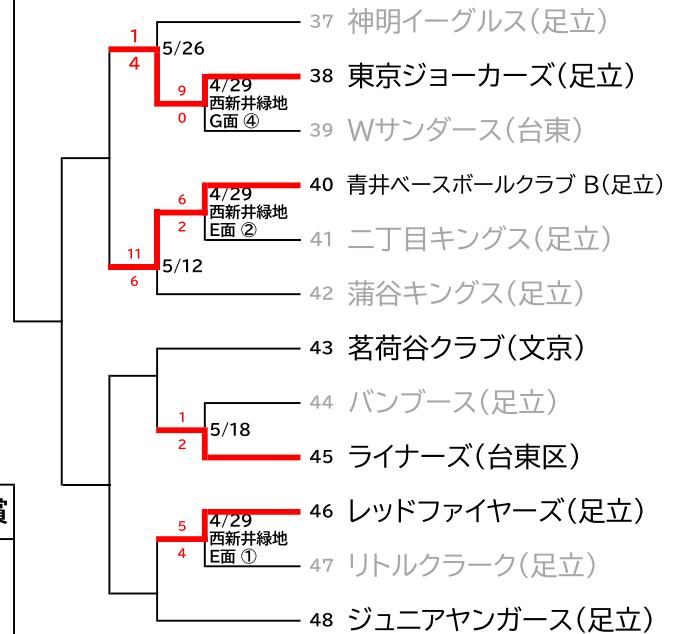 37 神明イーグルス(足立)
1
4
5/26
38 東京ジョーカーズ(足立)
9
0
4/29
西新井緑地
G面 ④
39 Wサンダース(台東)
40 青井ベースボールクラブ B(足立)
6
2
4/29
西新井緑地
E面 ②
41 二丁目キングス(足立)
11
6
5/12
42 蒲谷キングス(足立)
43 茗荷谷クラブ(文京)
44 バンブース(足立)
1
2
5/18
45 ライナーズ(台東区)
46 レッドファイヤーズ(足立)
5
4
4/29
西新井緑地
E面 ①
47 リトルクラーク(足立)
48 ジュニアヤンガース(足立)